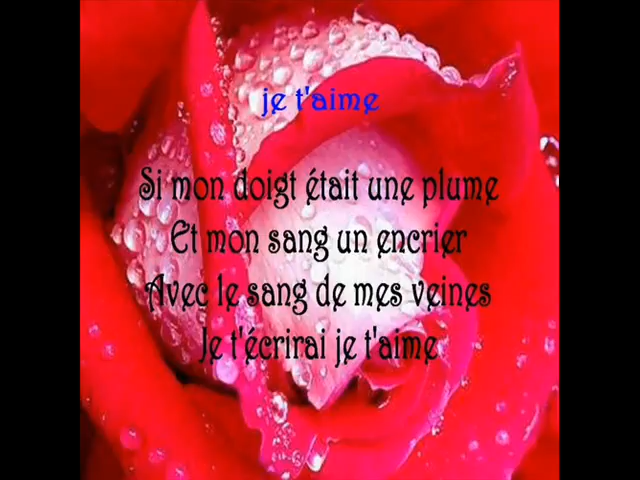 je t'aime
Si mon doigt était une plume
Et mon sang un encrier
Avec le sang de mes veines
Je t'écrirai je t'aime